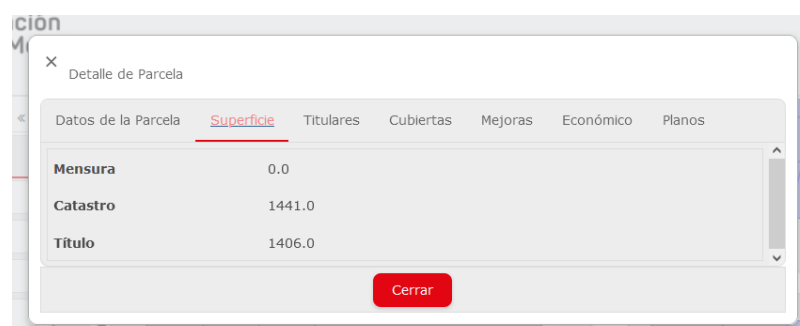 ción
×
Detalle de Parcela
«
Datos de la Parcela Superficie Titulares Cubiertas Mejoras Económico Planos
Mensura 0.0
Catastro 1441.0
Título 1406.0
Cerrar